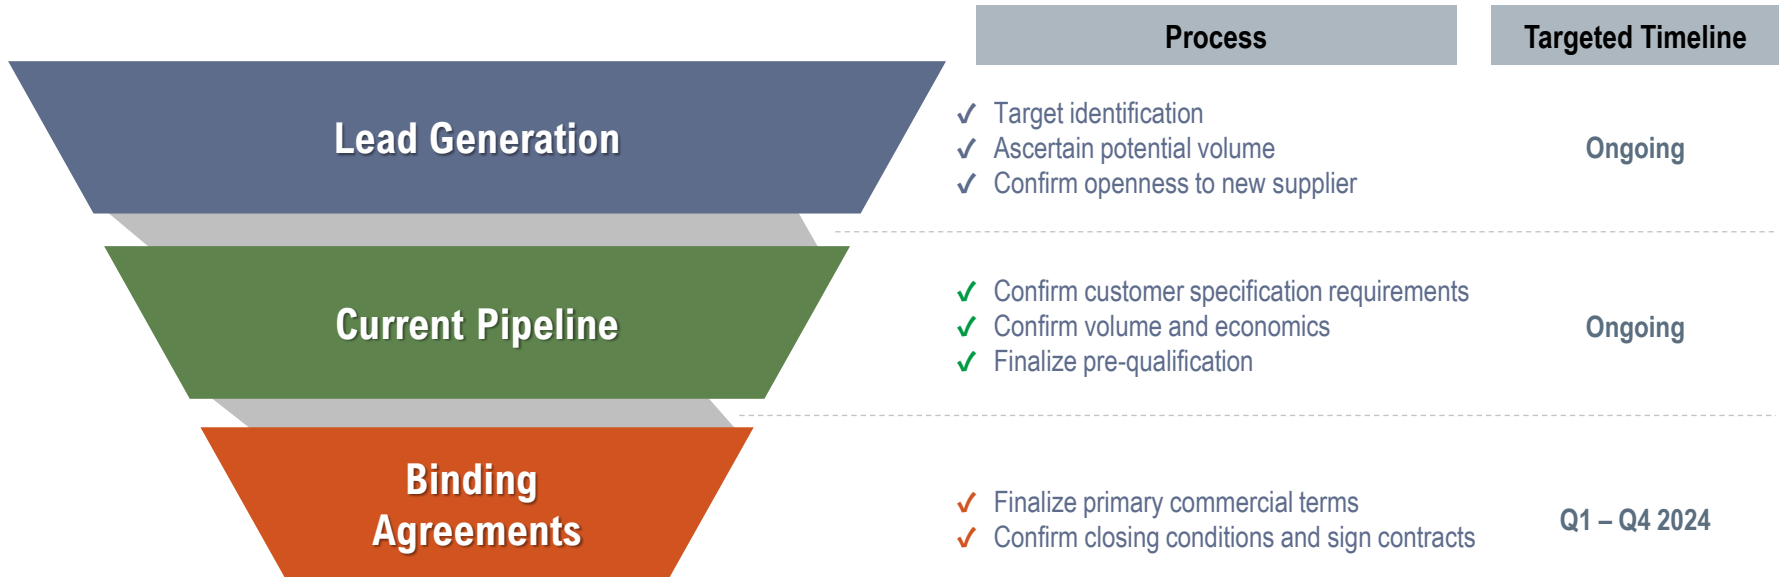 Process
Targeted Timeline
Lead Generation
✓ Target identification
✓ Ascertain potential volume
✓ Confirm openness to new supplier
Ongoing
Current Pipeline
✓ Confirm customer specification requirements
✓ Confirm volume and economics
✓ Finalize pre-qualification
Ongoing
Binding
Agreements
✓ Finalize primary commercial terms
✓ Confirm closing conditions and sign contracts
Q1 – Q4 2024